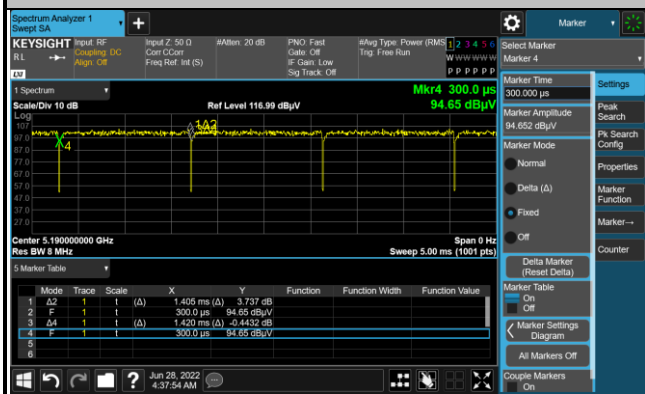 Spectrum Analyzer 1
Swept SA
+
Marker
KEYSIGHT Input: RF Input Z: 50 Ω #Atten: 20 dB PNO: Fast #Avg Type: Power (RMS 1 2 3 4 5 6
RL Coupling: DC Corr CCorr Gate: Off Trig: Free Run W W W W W W
Align: Off Freq Ref: Int (S) IF Gain: Low
Sig Track: Off P P P P P P
LXI
Select Marker
Marker 4
1 Spectrum
Mkr4 300.0 µs
Scale/Div 10 dB Ref Level 116.99 dBµV 94.65 dBµV
Log
107
97.0
87.0
77.0
67.0
57.0
47.0
37.0
27.0
1Δ2
4
Center 5.190000000 GHz Span 0 Hz
Res BW 8 MHz Sweep 5.00 ms (1001 pts)
5 Marker Table
Mode Trace Scale X Y Function Function Width Function Value
1 Δ2 1 t (Δ) 1.405 ms (Δ) 3.737 dB
2 F 1 t 300.0 µs 94.65 dBµV
3 Δ4 1 t (Δ) 1.420 ms (Δ) -0.4432 dB
4 F 1 t 300.0 µs 94.65 dBµV
5
6
Marker Time
300.000 µs
Marker Amplitude
94.652 dBµV
Marker Mode
Normal
Delta (Δ)
Fixed
Off
Delta Marker
(Reset Delta)
Marker Table
On
Off
Marker Settings
Diagram
All Markers Off
Couple Markers
On
Settings
Peak
Search
Pk Search
Config
Properties
Marker
Function
Marker→
Counter
?
Jun 28, 2022
4:37:54 AM